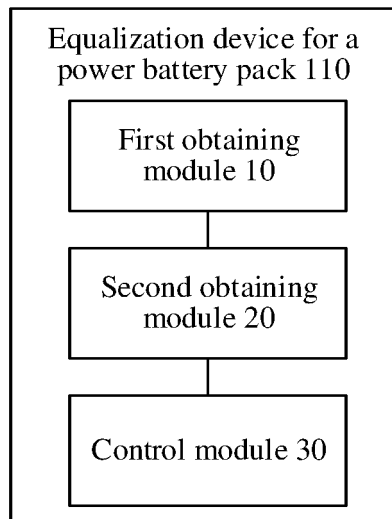 Equalization device for a
power battery pack 110
First obtaining
module 10
Second obtaining
module 20
Control module 30